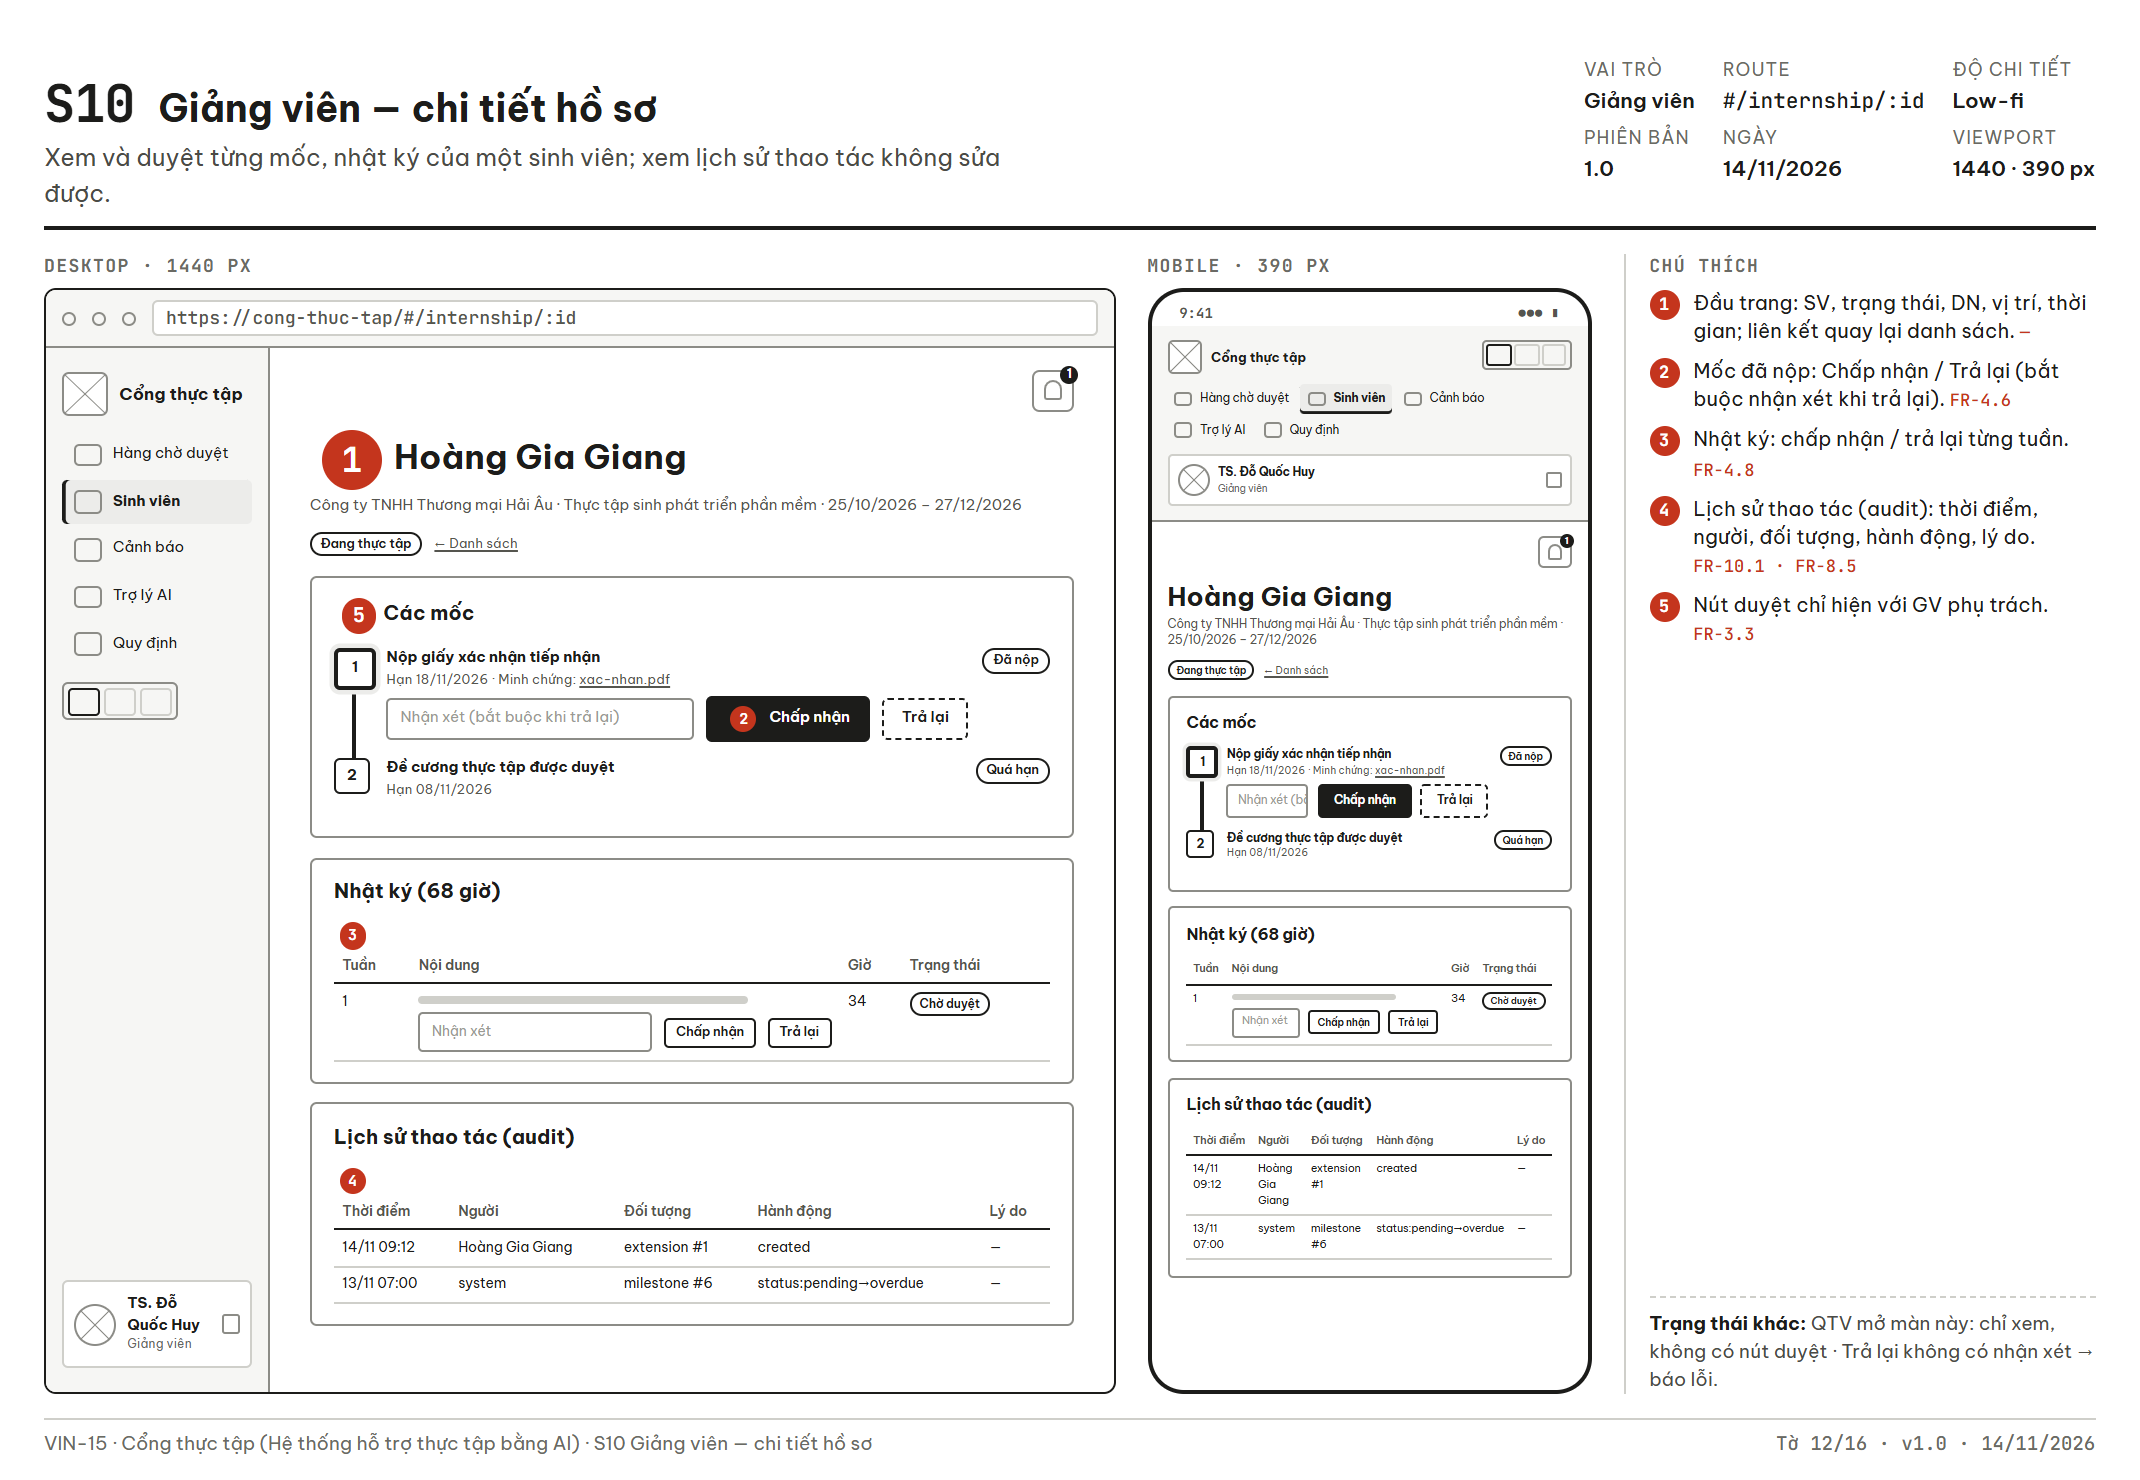 S10 Giảng viên — chi tiết hồ sơ
Xem và duyệt từng mốc, nhật ký của một sinh viên; xem lịch sử thao tác không sửa
được.
VAI TRÒ ROUTE ĐỘ CHI TIẾT
Giảng viên #/internship/:id Low-fi
PHIÊN BẢN NGÀY VIEWPORT
1.0 14/11/2026 1440 · 390 px
DESKTOP · 1440 PX
https://cong-thuc-tap/#/internship/:id
Cổng thực tập
Hàng chờ duyệt
Sinh viên
Cảnh báo
Trợ lý AI
Quy định
TS. Đỗ
Quốc Huy
Giảng viên
1
1 Hoàng Gia Giang
Công ty TNHH Thương mại Hải Âu · Thực tập sinh phát triển phần mềm · 25/10/2026 – 27/12/2026
Đang thực tập ← Danh sách
5 Các mốc
1 Nộp giấy xác nhận tiếp nhận Đã nộp
Hạn 18/11/2026 · Minh chứng: xac-nhan.pdf
Nhận xét (bắt buộc khi trả lại) 2 Chấp nhận Trả lại
2 Đề cương thực tập được duyệt Quá hạn
Hạn 08/11/2026
Nhật ký (68 giờ)
3
Tuần Nội dung Giờ Trạng thái
1 34 Chờ duyệt
Nhận xét Chấp nhận Trả lại
Lịch sử thao tác (audit)
4
Thời điểm Người Đối tượng Hành động Lý do
14/11 09:12 Hoàng Gia Giang extension #1 created —
13/11 07:00 system milestone #6 status:pending→overdue —
MOBILE · 390 PX
9:41
Cổng thực tập
Hàng chờ duyệt Sinh viên Cảnh báo
Trợ lý AI Quy định
TS. Đỗ Quốc Huy
Giảng viên
1
Hoàng Gia Giang
Công ty TNHH Thương mại Hải Âu · Thực tập sinh phát triển phần mềm ·
25/10/2026 – 27/12/2026
Đang thực tập ← Danh sách
Các mốc
1 Nộp giấy xác nhận tiếp nhận Đã nộp
Hạn 18/11/2026 · Minh chứng: xac-nhan.pdf
Nhận xét (bắ Chấp nhận Trả lại
2 Đề cương thực tập được duyệt Quá hạn
Hạn 08/11/2026
Nhật ký (68 giờ)
Tuần Nội dung Giờ Trạng thái
1 34 Chờ duyệt
Nhận xét Chấp nhận Trả lại
Lịch sử thao tác (audit)
Thời điểm Người Đối tượng Hành động Lý do
14/11 Hoàng extension created —
09:12 Gia #1
Giang
13/11 system milestone status:pending→overdue —
07:00 #6
CHÚ THÍCH
1 Đầu trang: SV, trạng thái, DN, vị trí, thời
gian; liên kết quay lại danh sách. —
2 Mốc đã nộp: Chấp nhận / Trả lại (bắt
buộc nhận xét khi trả lại). FR-4.6
3 Nhật ký: chấp nhận / trả lại từng tuần.
FR-4.8
4 Lịch sử thao tác (audit): thời điểm,
người, đối tượng, hành động, lý do.
FR-10.1 · FR-8.5
5 Nút duyệt chỉ hiện với GV phụ trách.
FR-3.3
Trạng thái khác: QTV mở màn này: chỉ xem,
không có nút duyệt · Trả lại không có nhận xét →
báo lỗi.
VIN-15 · Cổng thực tập (Hệ thống hỗ trợ thực tập bằng AI) · S10 Giảng viên — chi tiết hồ sơ
Tờ 12/16 · v1.0 · 14/11/2026